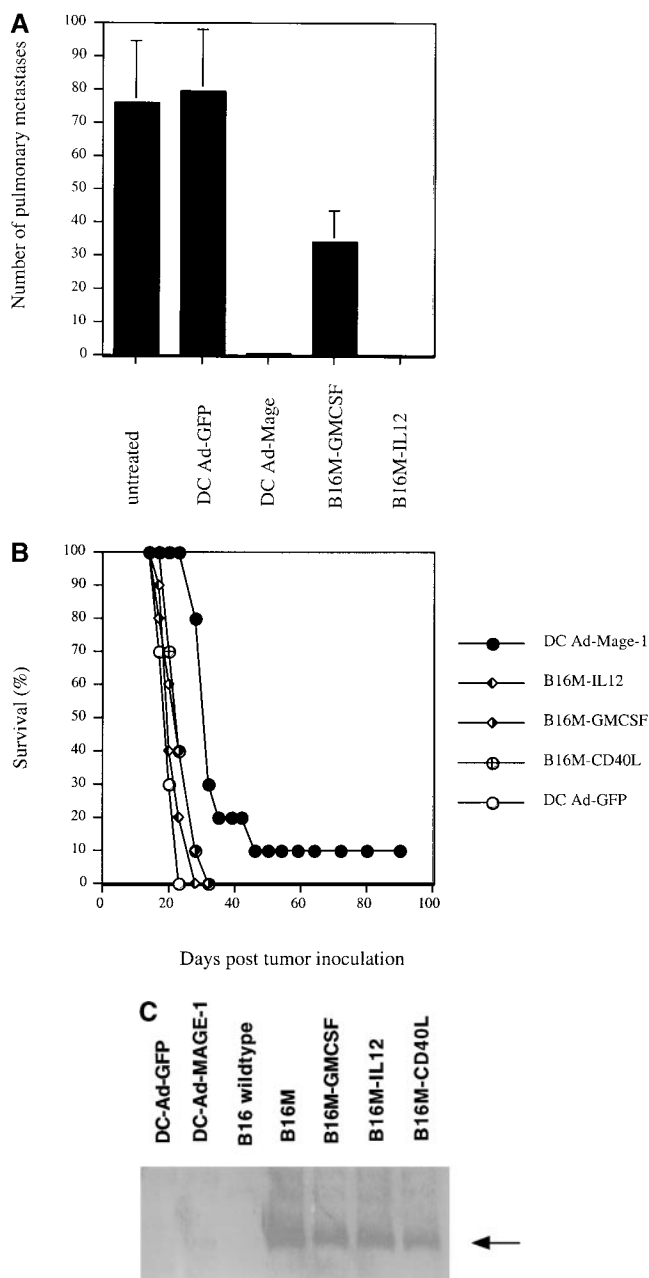 A
100
90
80
70
60
50
40
30
20
10
0
Number of pulmonary metastases
untreated
DC Ad-GFP
DC Ad-Mage
B16M-GMCSF
B16M-IL12
B
100
90
80
70
60
50
40
30
20
10
0
Survival (%)
0 20 40 60 80 100
Days post tumor inoculation
DC Ad-Mage-1
B16M-IL12
B16M-GMCSF
B16M-CD40L
DC Ad-GFP
C
DC-Ad-GFP
DC-Ad-MAGE-1
B16 wildtype
B16M
B16M-GMCSF
B16M-IL12
B16M-CD40L